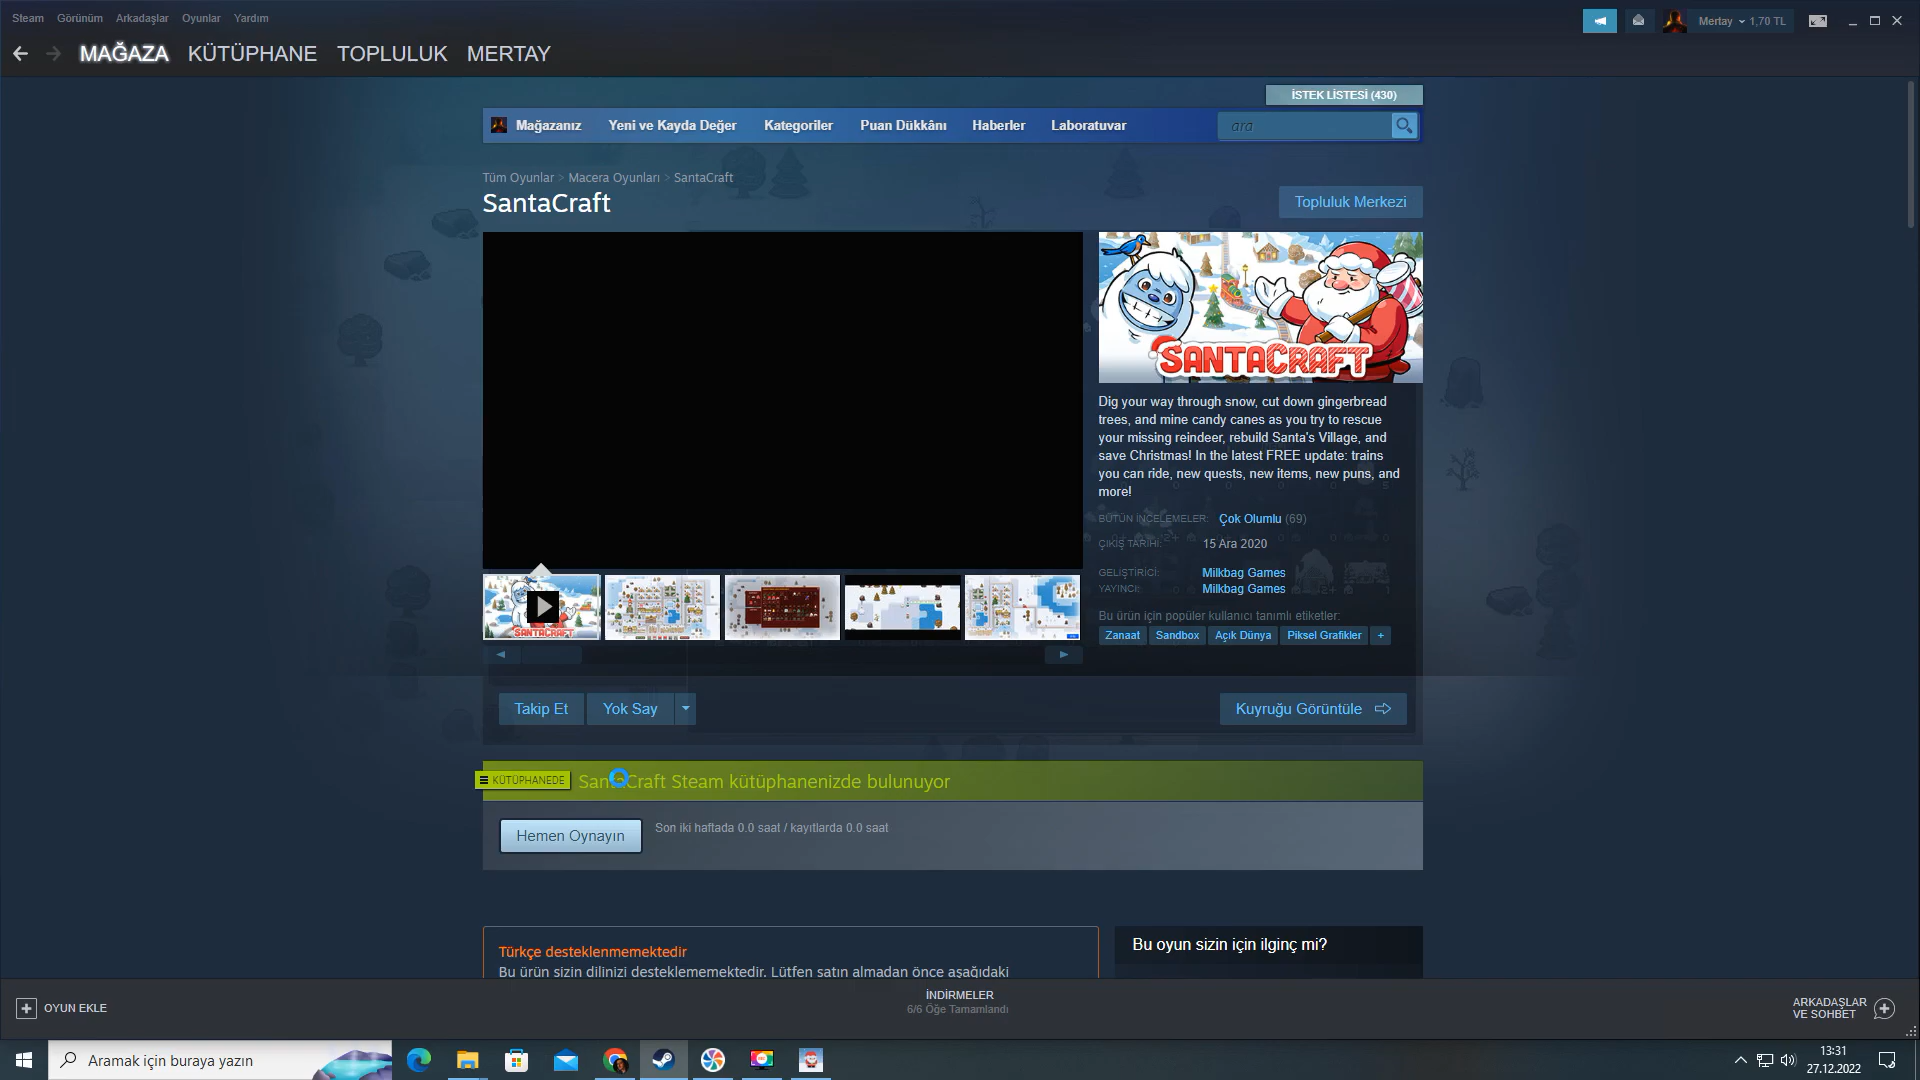 Steam Görünüm Arkadaşlar Oyunlar Yardım
Mertay 1,70 TL
MAĞAZA KÜTÜPHANE TOPLULUK MERTAY
İSTEK LİSTESİ (430)
Mağazanız Yeni ve Kayda Değer Kategoriler Puan Dükkânı Haberler Laboratuvar ara
Tüm Oyunlar > Macera Oyunları > SantaCraft
SantaCraft
Topluluk Merkezi
SANTACRAFT
Dig your way through snow, cut down gingerbread
trees, and mine candy canes as you try to rescue
your missing reindeer, rebuild Santa's Village, and
save Christmas! In the latest FREE update: trains
you can ride, new quests, new items, new puns, and
more!
BÜTÜN İNCELEMELER: Çok Olumlu (69)
ÇIKIŞ TARİHİ: 15 Ara 2020
GELİŞTİRİCİ: Milkbag Games
YAYINCI: Milkbag Games
Bu ürün için popüler kullanıcı tanımlı etiketler:
Zanaat Sandbox Açık Dünya Piksel Grafikler +
SANTACRAFT
Takip Et Yok Say Kuyruğu Görüntüle
KÜTÜPHANEDE SantaCraft Steam kütüphanenizde bulunuyor
Hemen Oynayın Son iki haftada 0.0 saat / kayıtlarda 0.0 saat
Türkçe desteklenmemektedir
Bu ürün sizin dilinizi desteklememektedir. Lütfen satın almadan önce aşağıdaki
Bu oyun sizin için ilginç mi?
OYUN EKLE
İNDİRMELER
6/6 Öğe Tamamlandı
ARKADAŞLAR
VE SOHBET
Aramak için buraya yazın
13:31
27.12.2022